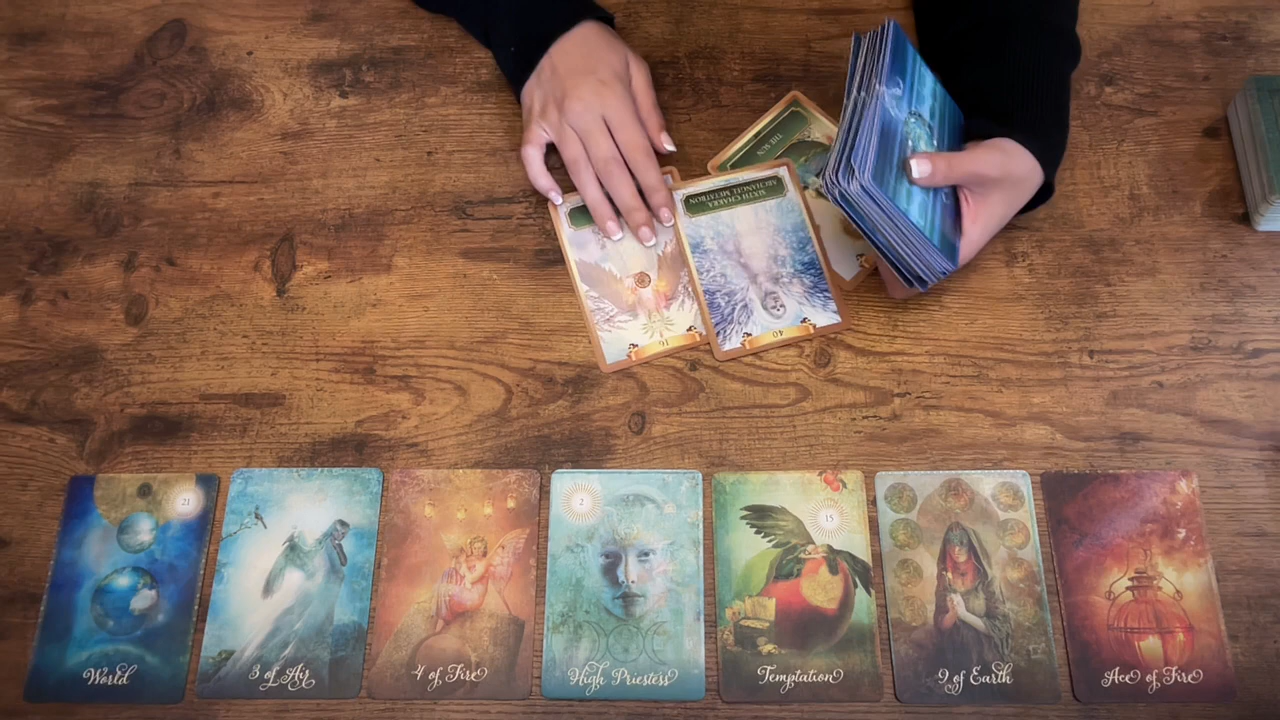 THE SUN
SIXTH CHAKRA
ARCHANGEL METATRON
16
40
21
World
3 of Air
4 of Fire
2
High Priestess
15
Temptation
9 of Earth
Ace of Fire